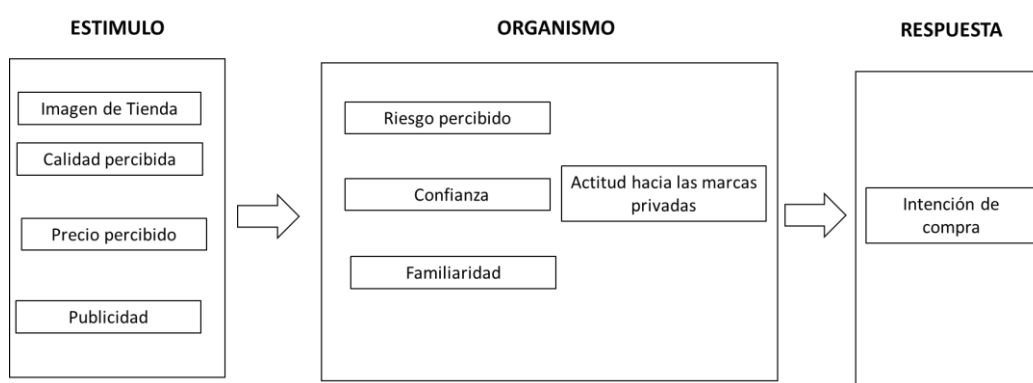 ESTIMULO
Imagen de Tienda
Calidad percibida
Precio percibido
Publicidad
ORGANISMO
Riesgo percibido
Confianza
Familiaridad
Actitud hacia las marcas
privadas
RESPUESTA
Intención de
compra